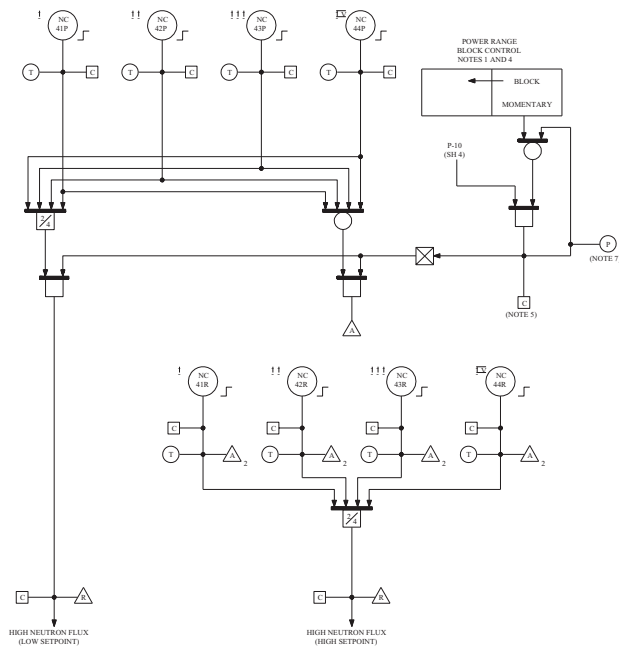 NC
41P
NC
42P
NC
43P
NC
44P
T
C
T
C
T
C
T
C
POWER RANGE
BLOCK CONTROL
NOTES 1 AND 4
BLOCK
MOMENTARY
P-10
(SH 4)
2/4
P
(NOTE 7
C
(NOTE 5)
A
I
NC
41R
II
NC
42R
III
NC
43R
IV
NC
44R
C
C
C
C
T
A
2
T
A
2
T
A
2
T
A
2
2/4
C
R
C
R
HIGH NEUTRON FLUX
(LOW SETPOINT)
HIGH NEUTRON FLUX
(HIGH SETPOINT)